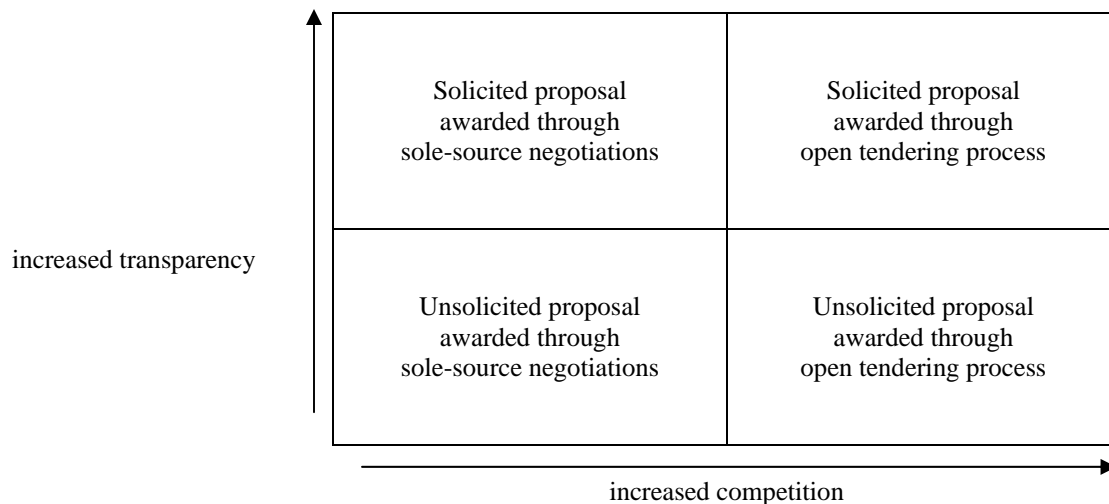 Solicited proposal
awarded through
sole-source negotiations
Solicited proposal
awarded through
open tendering process
increased transparency
Unsolicited proposal
awarded through
sole-source negotiations
Unsolicited proposal
awarded through
open tendering process
increased competition